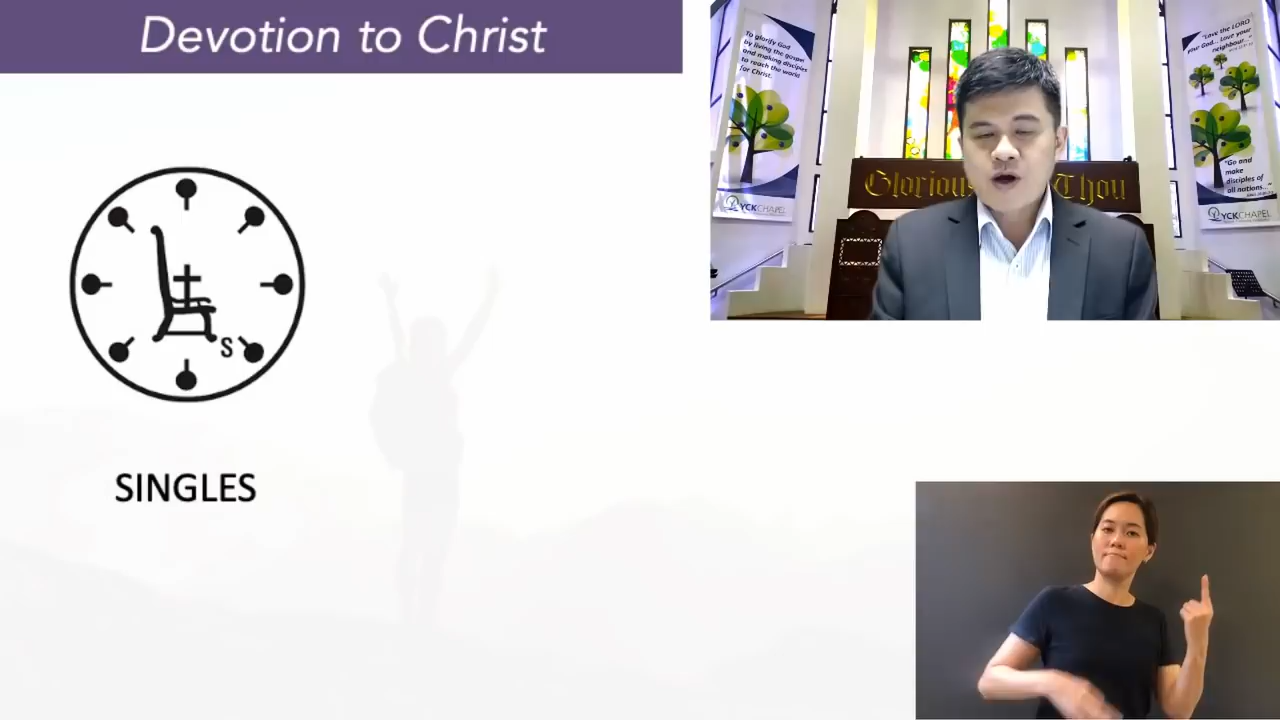 Devotion to Christ
S
SINGLES
To glorify God
by living the gospel
and making disciples
to reach the world
for Christ.
YCKCHAPEL
Glorious
Thou
"Love the LORD
your God... Love your
neighbour..."
"Go and
make
disciples of
all nations..."
YCKCHAPEL